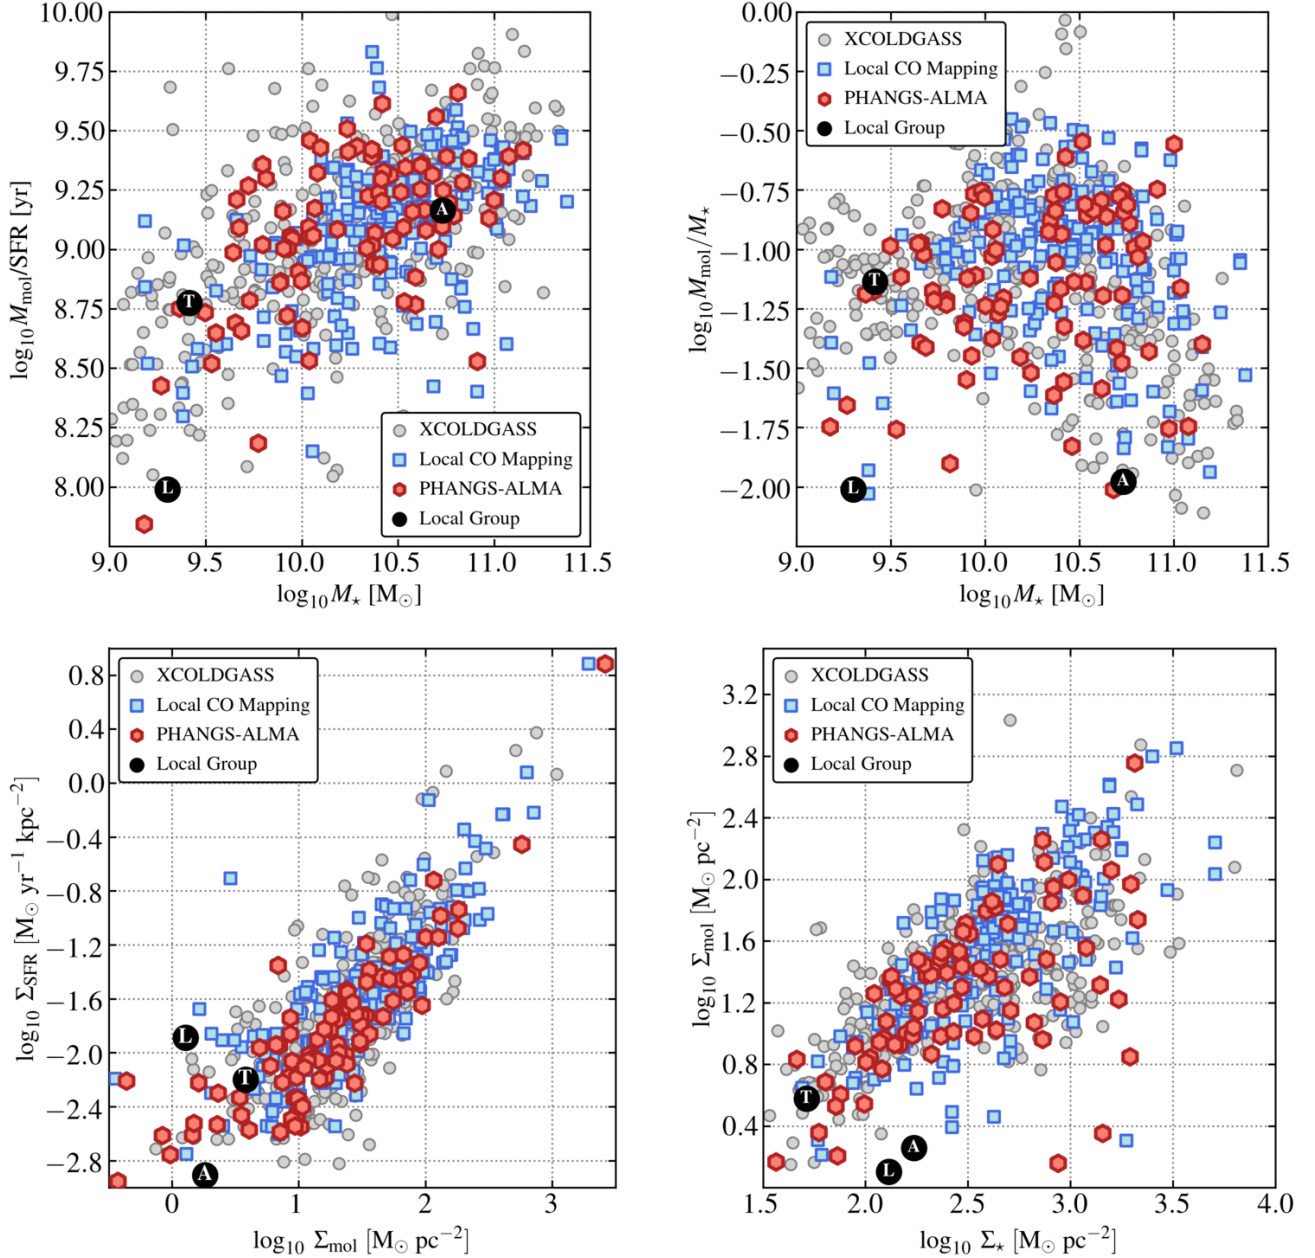 10.00
9.75
9.50
9.25
9.00
8.75
8.50
8.25
8.00
log₁₀ M_mol/SFR [yr]
A
T
L
XCOLDGASS
Local CO Mapping
PHANGS-ALMA
Local Group
9.0 9.5 10.0 10.5 11.0 11.5
log₁₀ M⋆ [M⊙]
−0.00
−0.25
−0.50
−0.75
−1.00
−1.25
−1.50
−1.75
−2.00
log₁₀ M_mol/M⋆
XCOLDGASS
Local CO Mapping
PHANGS-ALMA
Local Group
T
L
A
9.0 9.5 10.0 10.5 11.0 11.5
log₁₀ M⋆ [M⊙]
0.8
0.4
0.0
−0.4
−0.8
−1.2
−1.6
−2.0
−2.4
−2.8
log₁₀ Σ_SFR [M⊙ yr⁻¹ kpc⁻²]
XCOLDGASS
Local CO Mapping
PHANGS-ALMA
Local Group
L
T
A
0 1 2 3
log₁₀ Σ_mol [M⊙ pc⁻²]
3.2
2.8
2.4
2.0
1.6
1.2
0.8
0.4
log₁₀ Σ_mol [M⊙ pc⁻²]
XCOLDGASS
Local CO Mapping
PHANGS-ALMA
Local Group
T
A
L
1.5 2.0 2.5 3.0 3.5 4.0
log₁₀ Σ⋆ [M⊙ pc⁻²]